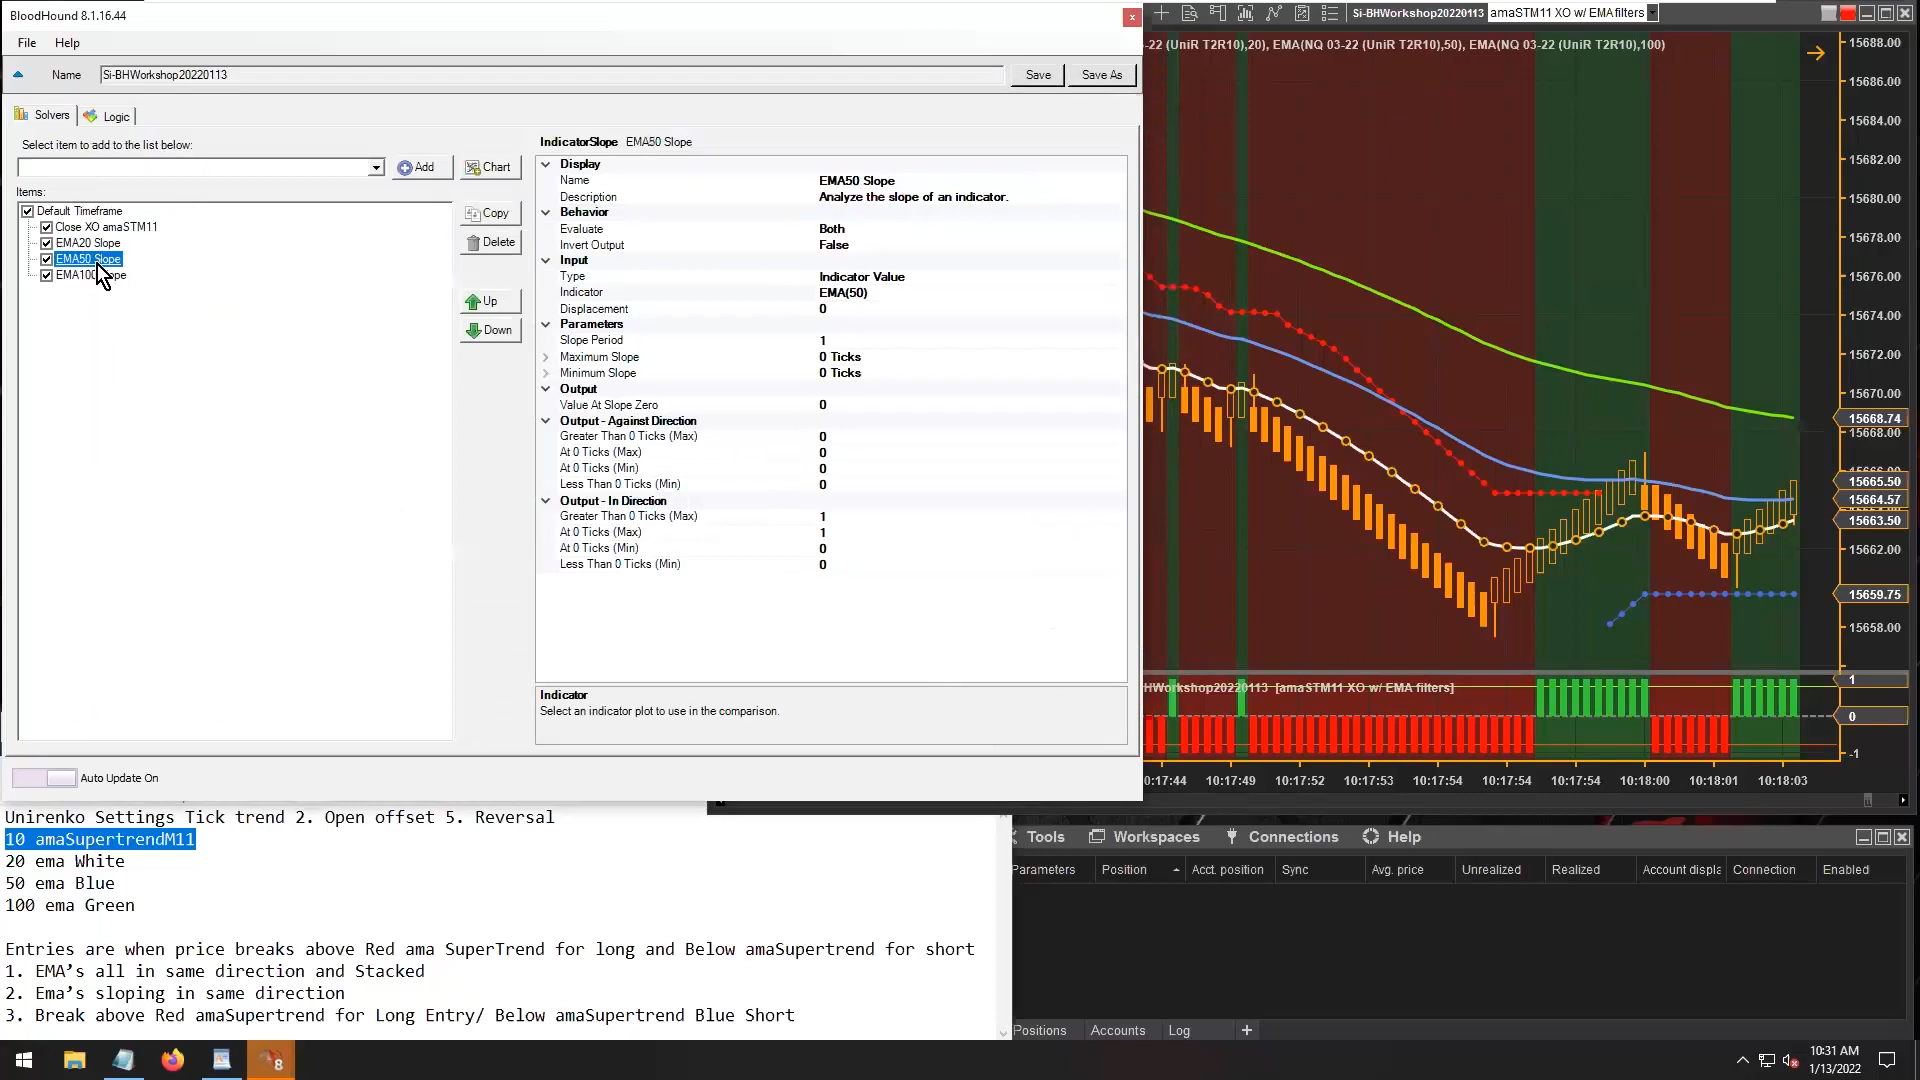 BloodHound 8.1.16.44
File Help
Name Si-BHWorkshop20220113 Save Save As
Solvers Logic
Select item to add to the list below:
Add Chart
Items:
Default Timeframe
Close XO amaSTM11
EMA20 Slope
EMA50 Slope
EMA100 Slope
Copy
Delete
Up
Down
IndicatorSlope EMA50 Slope
Display
Name EMA50 Slope
Description Analyze the slope of an indicator.
Behavior
Evaluate Both
Invert Output False
Input
Type Indicator Value
Indicator EMA(50)
Displacement 0
Parameters
Slope Period 1
Maximum Slope 0 Ticks
Minimum Slope 0 Ticks
Output
Value At Slope Zero 0
Output - Against Direction
Greater Than 0 Ticks (Max) 0
At 0 Ticks (Max) 0
At 0 Ticks (Min) 0
Less Than 0 Ticks (Min) 0
Output - In Direction
Greater Than 0 Ticks (Max) 1
At 0 Ticks (Max) 1
At 0 Ticks (Min) 0
Less Than 0 Ticks (Min) 0
Indicator
Select an indicator plot to use in the comparison.
Auto Update On
Si-BHWorkshop20220113 amaSTM11 XO w/ EMA filters
-22 (UniR T2R10),20), EMA(NQ 03-22 (UniR T2R10),50), EMA(NQ 03-22 (UniR T2R10),100)
15688.00
15686.00
15684.00
15682.00
15680.00
15678.00
15676.00
15674.00
15672.00
15670.00
15668.74
15668.00
15666.00
15665.50
15664.57
15663.50
15662.00
15659.75
15658.00
HWorkshop20220113 [amaSTM11 XO w/ EMA filters]
1
0
-1
10:17:44 10:17:49 10:17:52 10:17:53 10:17:54 10:17:54 10:17:54 10:18:00 10:18:01 10:18:03
Unirenko Settings Tick trend 2. Open offset 5. Reversal
10 amaSupertrendM11
20 ema White
50 ema Blue
100 ema Green
Entries are when price breaks above Red ama SuperTrend for long and Below amaSupertrend for short
1. EMA’s all in same direction and Stacked
2. Ema’s sloping in same direction
3. Break above Red amaSupertrend for Long Entry/ Below amaSupertrend Blue Short
Tools Workspaces Connections Help
Parameters Position Acct. position Sync Avg. price Unrealized Realized Account displa Connection Enabled
Positions Accounts Log +
8
10:31 AM
1/13/2022